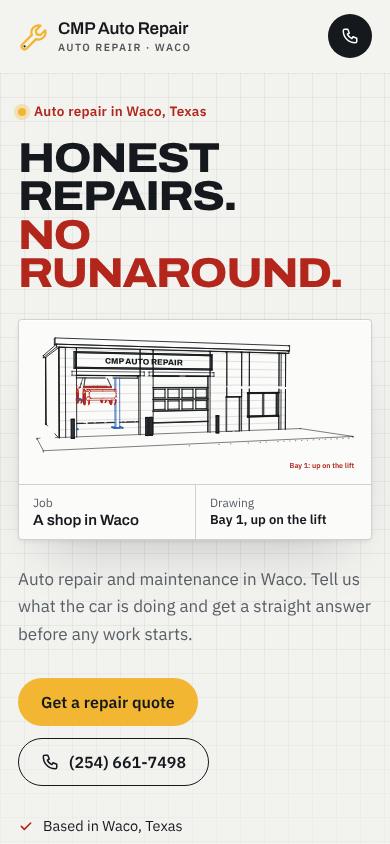 CMP Auto Repair
AUTO REPAIR · WACO
Auto repair in Waco, Texas
HONEST
REPAIRS.
NO
RUNAROUND.
CMP AUTO REPAIR
Bay 1: up on the lift
Job
A shop in Waco
Drawing
Bay 1, up on the lift
Auto repair and maintenance in Waco. Tell us
what the car is doing and get a straight answer
before any work starts.
Get a repair quote
(254) 661-7498
Based in Waco, Texas